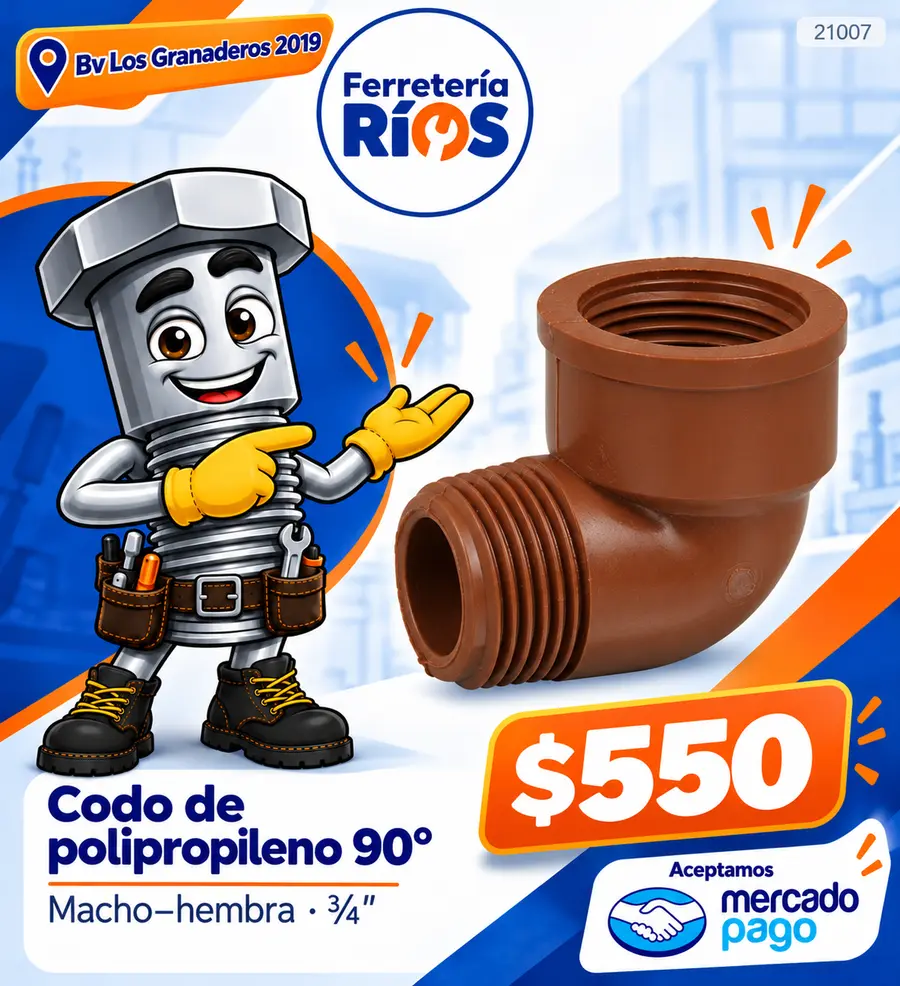 Bv Los Granaderos 2019
Ferretería
RÍOS
21007
$550
Codo de
polipropileno 90°
Macho-hembra · ¾"
Aceptamos
mercado
pago